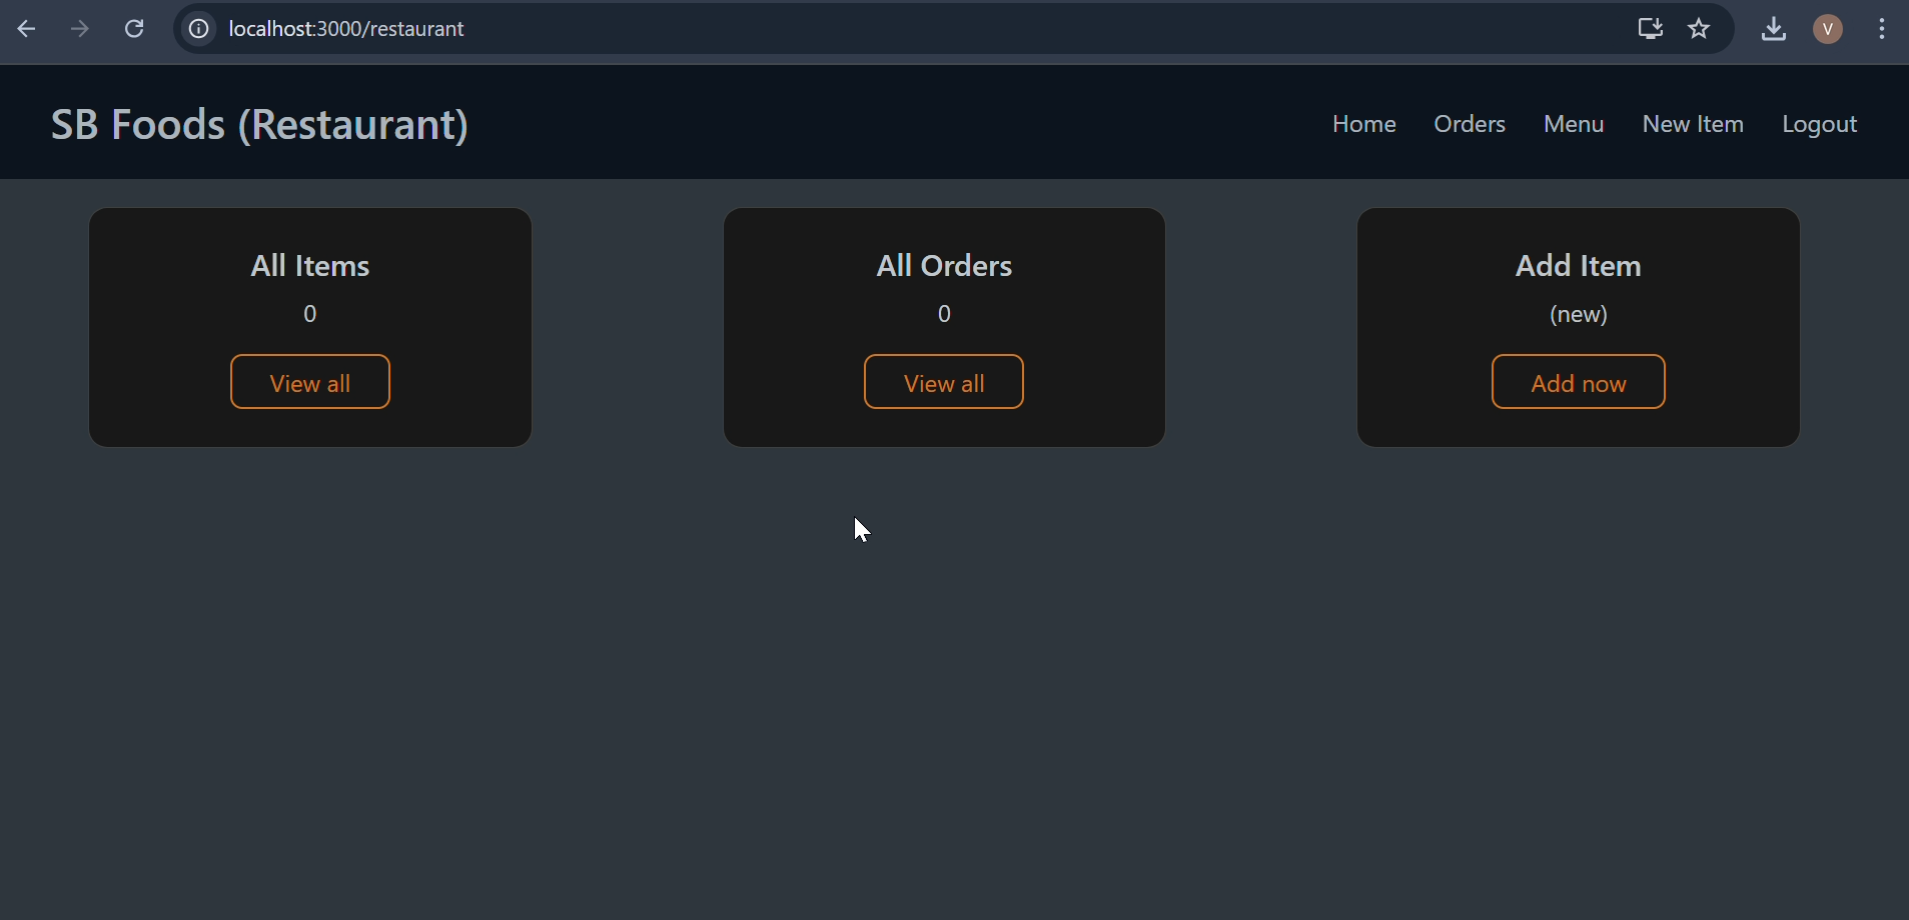 localhost:3000/restaurant
V
SB Foods (Restaurant)
Home Orders Menu New Item Logout
All Items
0
View all
All Orders
0
View all
Add Item
(new)
Add now